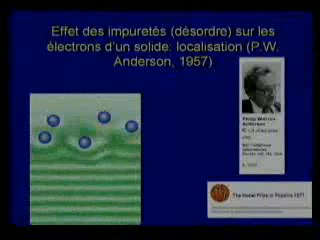 Effet des impuretés (désordre) sur les
électrons d'un solide: localisation (P.W.
Anderson, 1957)
Philip Warren
Anderson
The Nobel Prize in Physics 1977